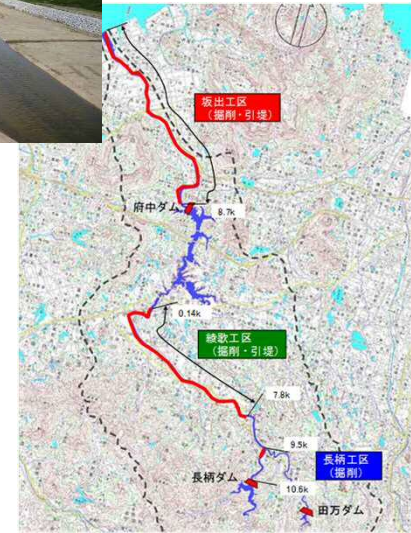 坂出工区
（掘削・引堤）
府中ダム
8.7k
0.14k
綾歌工区
（掘削・引堤）
7.8k
9.5k
長柄工区
（掘削）
長柄ダム
10.6k
田万ダム